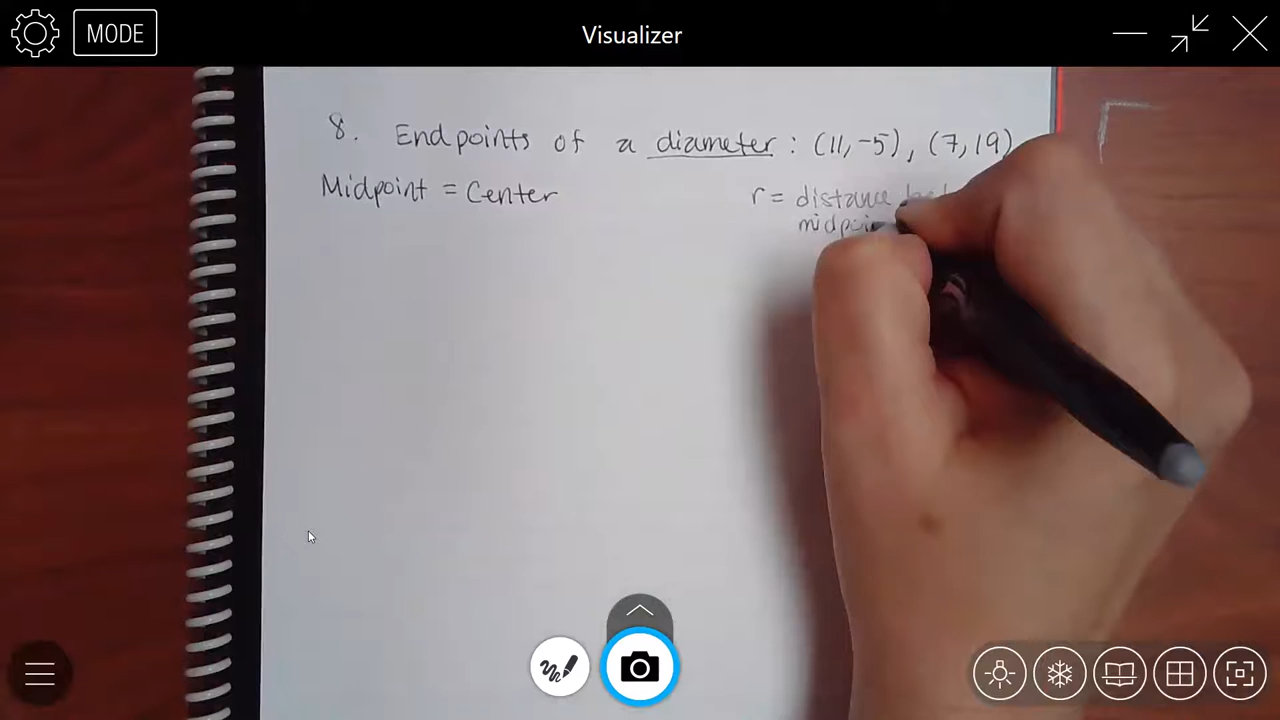 MODE
Visualizer
8. Endpoints of a diameter : (11,-5), (7,19)
Midpoint = Center
r = distance